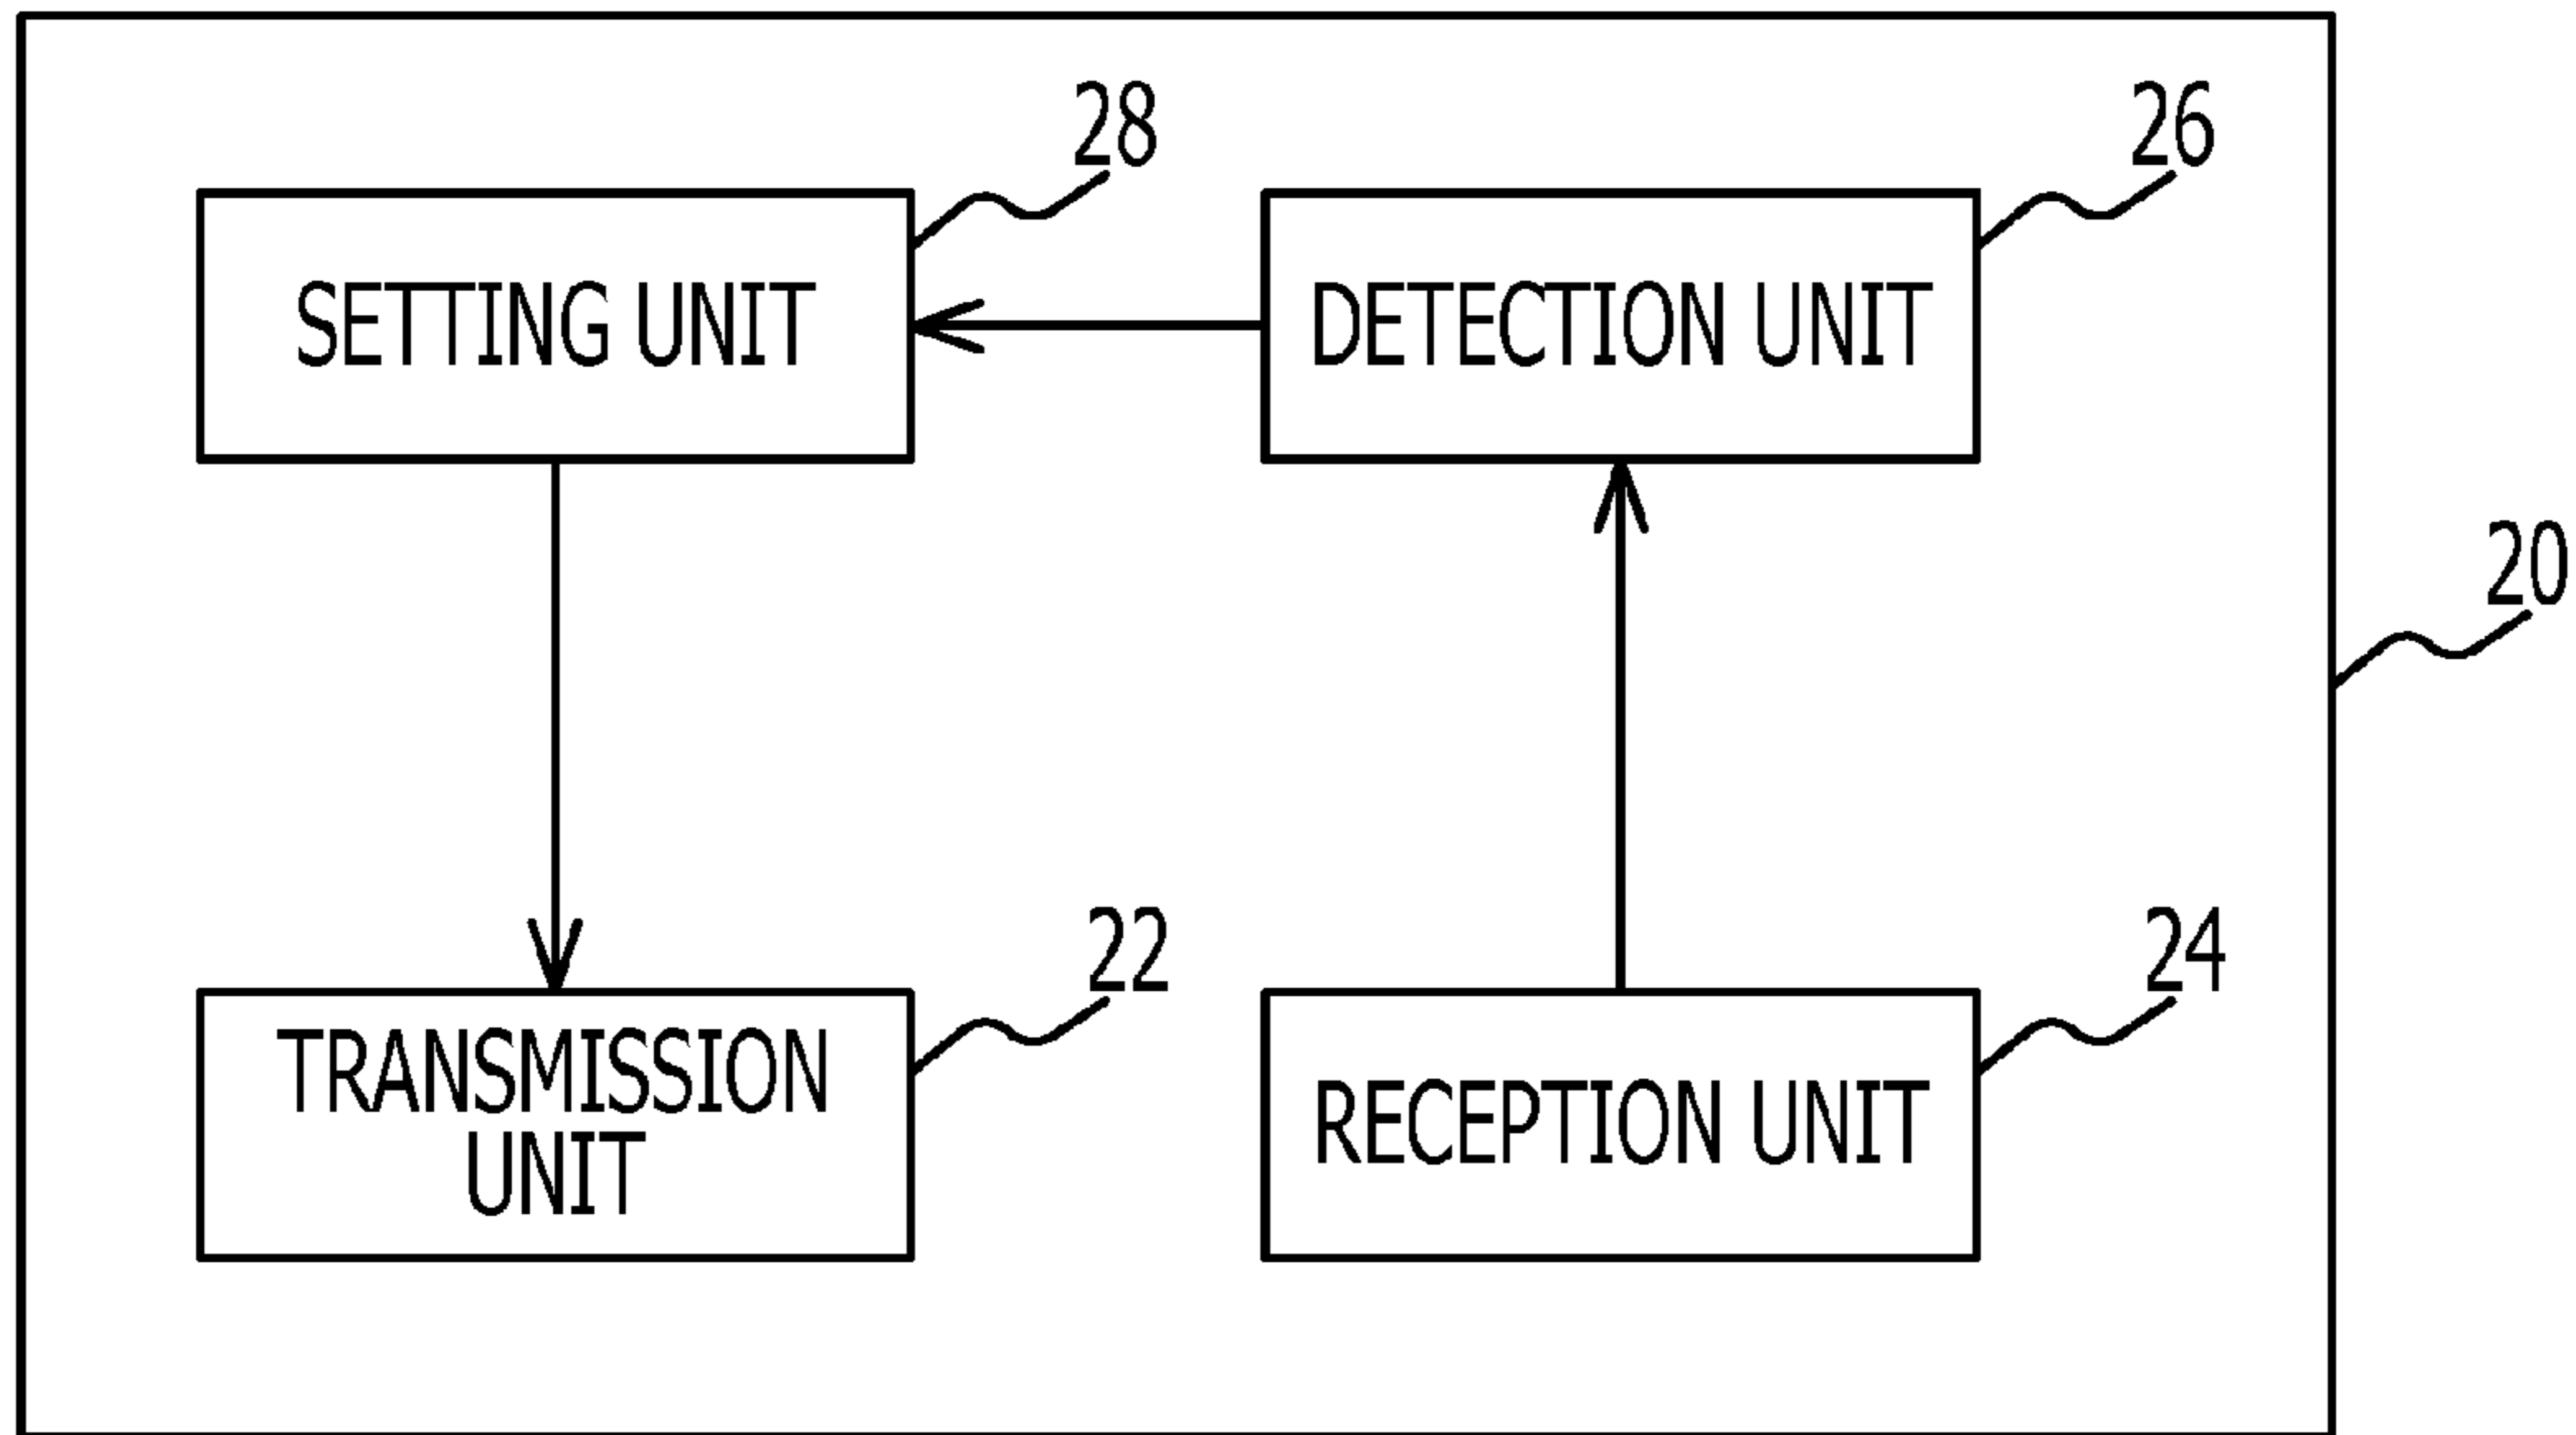 28
26
SETTING UNIT
DETECTION UNIT
20
22
24
TRANSMISSION
UNIT
RECEPTION UNIT